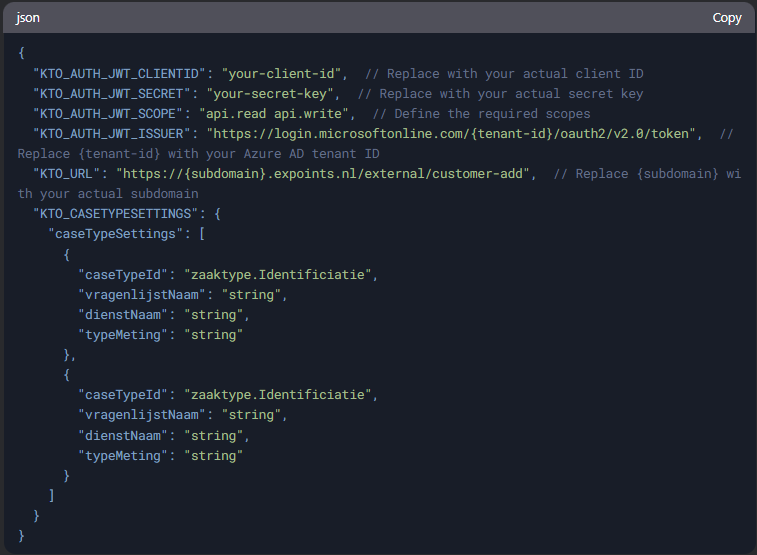 json Copy
{
"KTO_AUTH_JWT_CLIENTID": "your-client-id", // Replace with your actual client ID
"KTO_AUTH_JWT_SECRET": "your-secret-key", // Replace with your actual secret key
"KTO_AUTH_JWT_SCOPE": "api.read api.write", // Define the required scopes
"KTO_AUTH_JWT_ISSUER": "https://login.microsoftonline.com/{tenant-id}/oauth2/v2.0/token", //
Replace {tenant-id} with your Azure AD tenant ID
"KTO_URL": "https://{subdomain}.expoints.nl/external/customer-add", // Replace {subdomain} wi
th your actual subdomain
"KTO_CASETYPESETTINGS": {
"caseTypeSettings": [
{
"caseTypeId": "zaaktype.Identificiatie",
"vragenlijstNaam": "string",
"dienstNaam": "string",
"typeMeting": "string"
},
{
"caseTypeId": "zaaktype.Identificiatie",
"vragenlijstNaam": "string",
"dienstNaam": "string",
"typeMeting": "string"
}
]
}
}